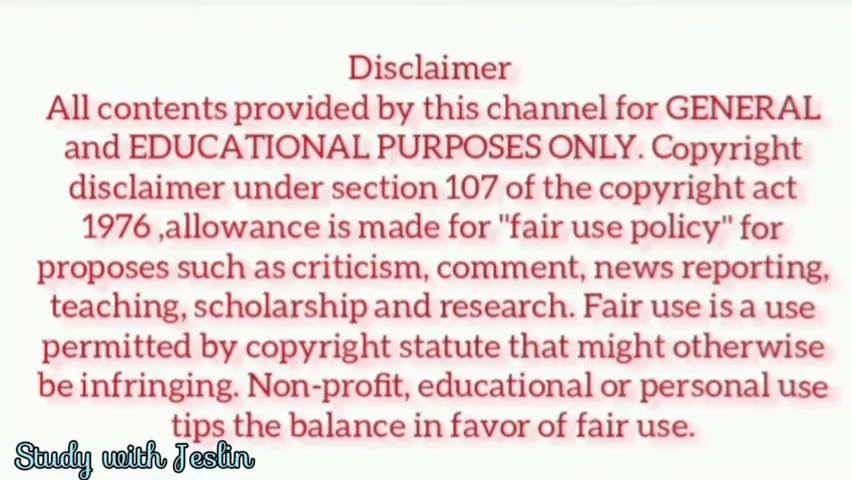 Disclaimer
All contents provided by this channel for GENERAL
and EDUCATIONAL PURPOSES ONLY. Copyright
disclaimer under section 107 of the copyright act
1976 ,allowance is made for "fair use policy" for
proposes such as criticism, comment, news reporting,
teaching, scholarship and research. Fair use is a use
permitted by copyright statute that might otherwise
be infringing. Non-profit, educational or personal use
tips the balance in favor of fair use.
Study with Jeslin